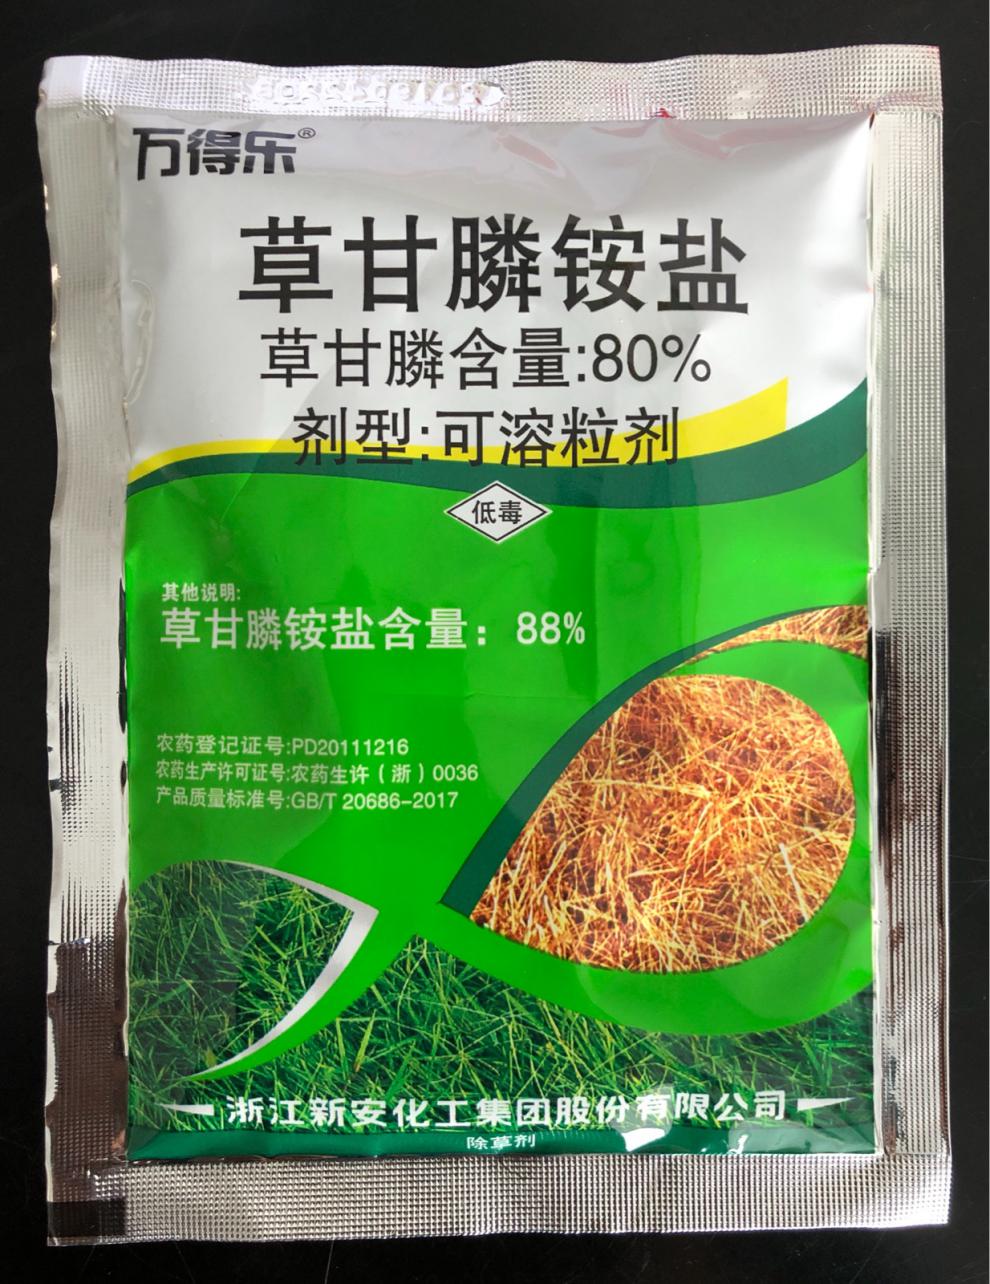 万得乐®
草甘膦铵盐
草甘膦含量:80%
剂型:可溶粒剂
低毒
其他说明:
草甘膦铵盐含量：88%
农药登记证号:PD20111216
农药生产许可证号:农药生许（浙）0036
产品质量标准号:GB/T 20686-2017
浙江新安化工集团股份有限公司
除草剂